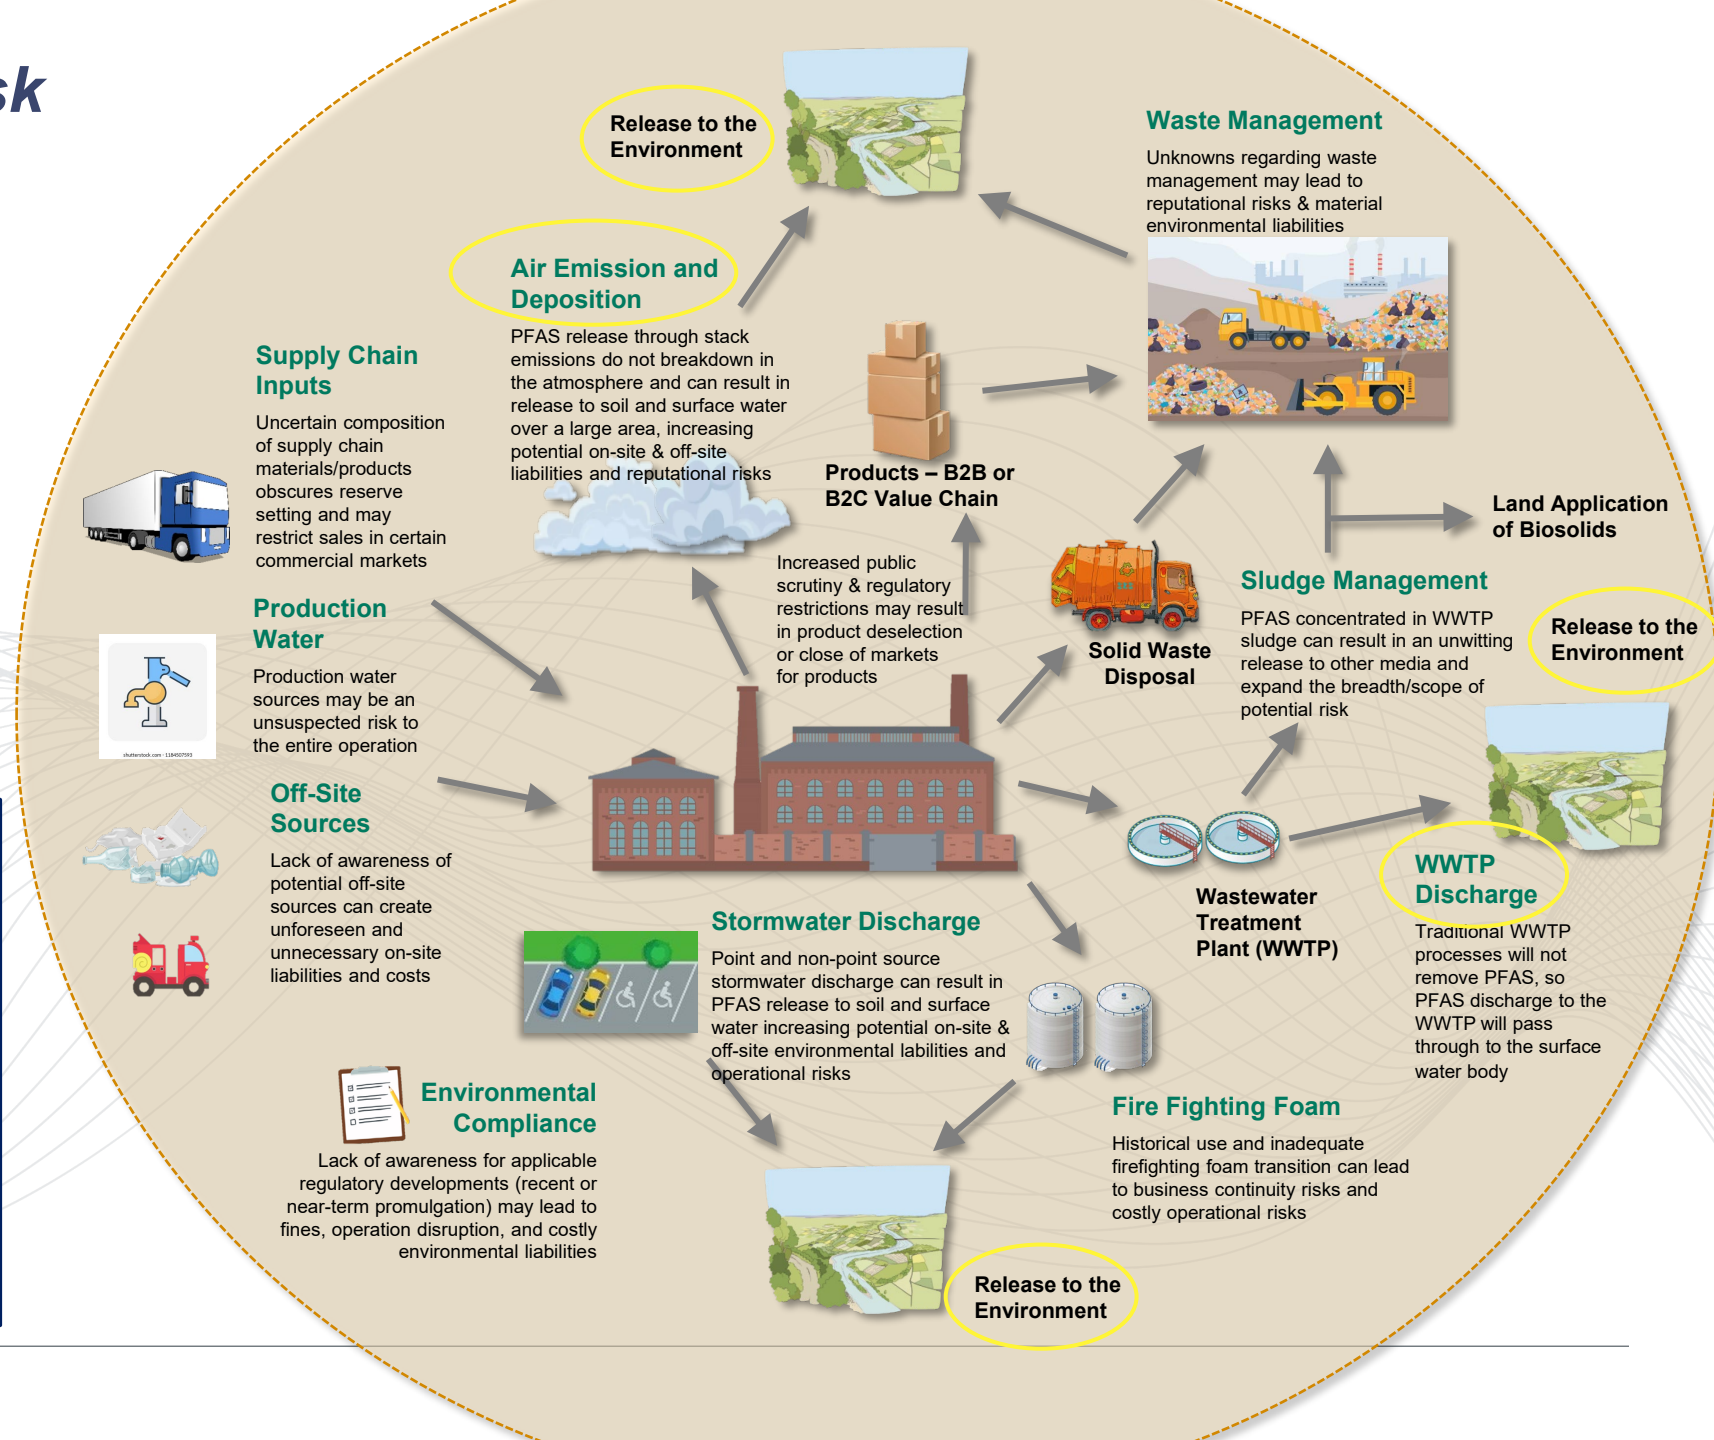 sk
Release to the
Environment
Waste Management
Unknowns regarding waste
management may lead to
reputational risks & material
environmental liabilities
Air Emission and
Deposition
PFAS release through stack
emissions do not breakdown in
the atmosphere and can result in
release to soil and surface water
over a large area, increasing
potential on-site & off-site
liabilities and reputational risks
Supply Chain
Inputs
Uncertain composition
of supply chain
materials/products
obscures reserve
setting and may
restrict sales in certain
commercial markets
Products – B2B or
B2C Value Chain
Increased public
scrutiny & regulatory
restrictions may result
in product deselection
or close of markets
for products
Land Application
of Biosolids
Solid Waste
Disposal
Sludge Management
PFAS concentrated in WWTP
sludge can result in an unwitting
release to other media and
expand the breadth/scope of
potential risk
Release to the
Environment
Production
Water
Production water
sources may be an
unsuspected risk to
the entire operation
shutterstock.com · 1184507593
Off-Site
Sources
Lack of awareness of
potential off-site
sources can create
unforeseen and
unnecessary on-site
liabilities and costs
Wastewater
Treatment
Plant (WWTP)
WWTP
Discharge
Traditional WWTP
processes will not
remove PFAS, so
PFAS discharge to the
WWTP will pass
through to the surface
water body
Stormwater Discharge
Point and non-point source
stormwater discharge can result in
PFAS release to soil and surface
water increasing potential on-site &
off-site environmental labilities and
operational risks
Environmental
Compliance
Lack of awareness for applicable
regulatory developments (recent or
near-term promulgation) may lead to
fines, operation disruption, and costly
environmental liabilities
Fire Fighting Foam
Historical use and inadequate
firefighting foam transition can lead
to business continuity risks and
costly operational risks
Release to the
Environment